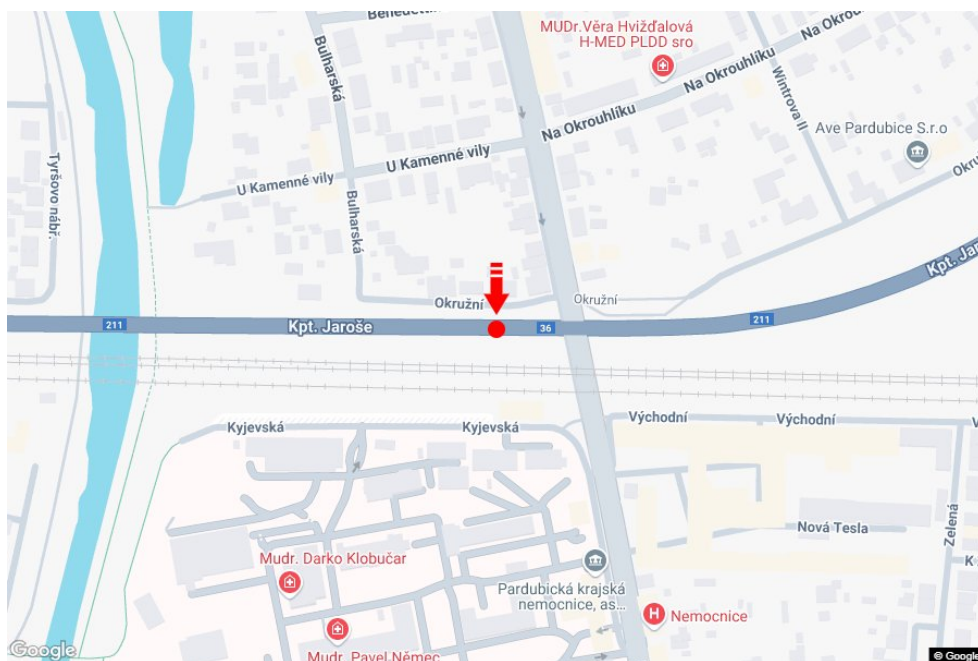 Benedettih
MUDr.Věra Hvižďalová
H-MED PLDD sro
Na Okrouhlíku
Na Okrouhlíku
Na Okrouhlíku
Bulharská
Wintrova II
Ave Pardubice S.r.o
Tyršovo nábř.
U Kamenné vily
U Kamenné vily
Bulharská
Okružní
Okružní
Kpt. Jaroše
211
36
211
Kyjevská
Kyjevská
Východní
Východní
Nová Tesla
Zelená
Mudr. Darko Klobučar
Pardubická krajská
nemocnice, as...
Nemocnice
Mudr. Pavel Němec
Google
© Google